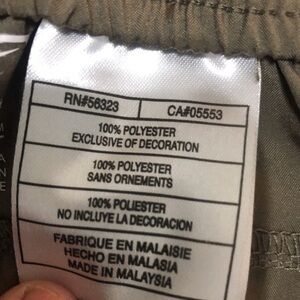 RN#56323 CA#05553
100% POLYESTER
EXCLUSIVE OF DECORATION
100% POLYESTER
SANS ORNEMENTS
100% POLIESTER
NO INCLUYE LA DECORACION
FABRIQUE EN MALAISIE
HECHO EN MALASIA
MADE IN MALAYSIA